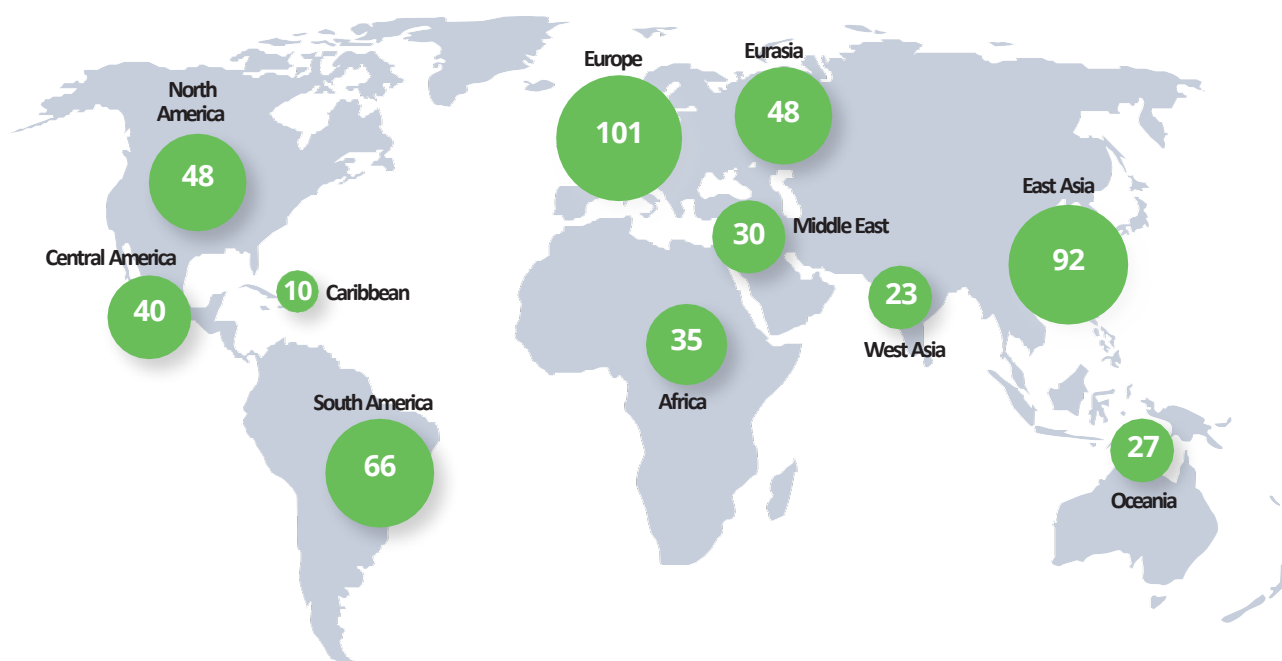 Eurasia
48
Europe
101
North
America
48
East Asia
92
Middle East
30
Central America
40
10
Caribbean
23
West Asia
35
Africa
South America
66
27
Oceania